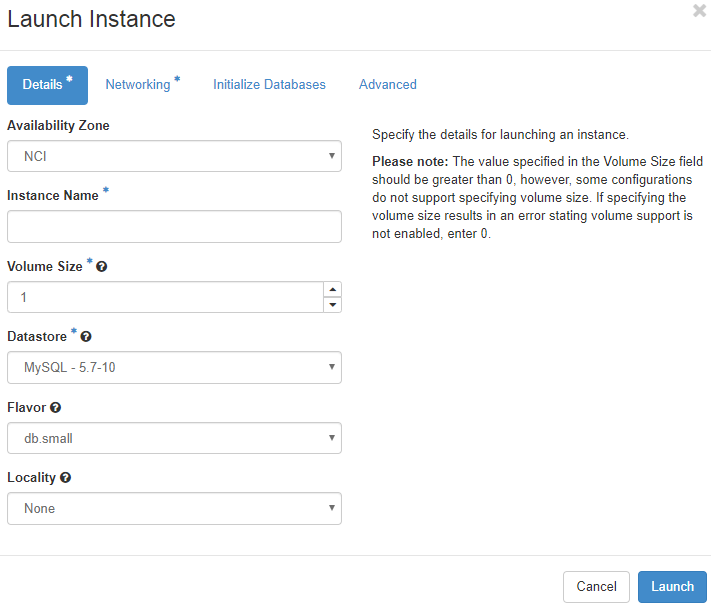 Launch Instance
×
Details *
Networking *
Initialize Databases
Advanced
Availability Zone
NCI
Instance Name *
Volume Size *
1
Datastore *
MySQL - 5.7-10
Flavor
db.small
Locality
None
Specify the details for launching an instance.
Please note: The value specified in the Volume Size field
should be greater than 0, however, some configurations
do not support specifying volume size. If specifying the
volume size results in an error stating volume support is
not enabled, enter 0.
Cancel
Launch